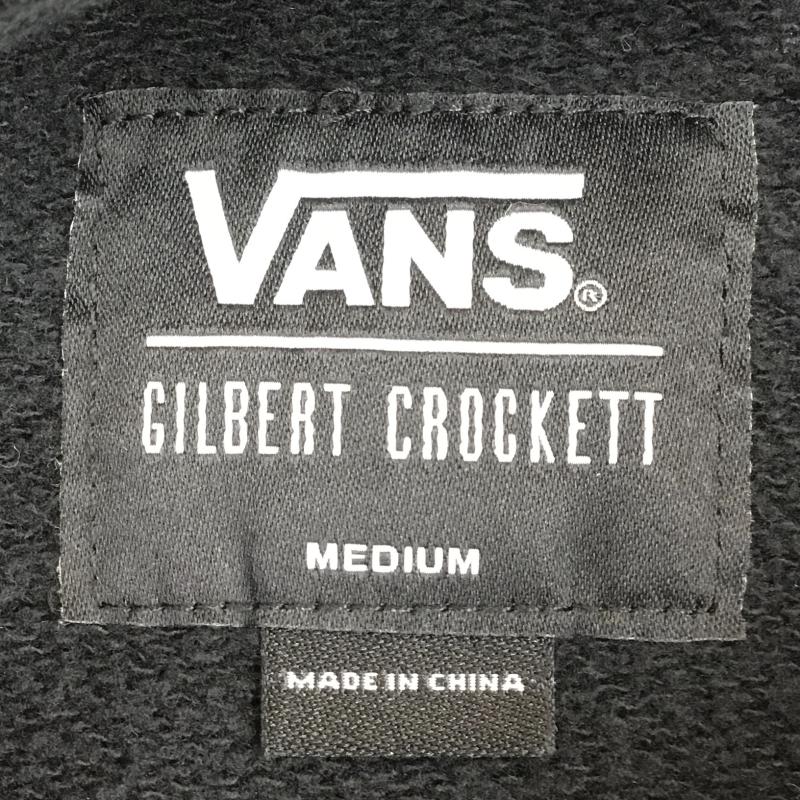 VANS®
GILBERT CROCKETT
MEDIUM
MADE IN CHINA